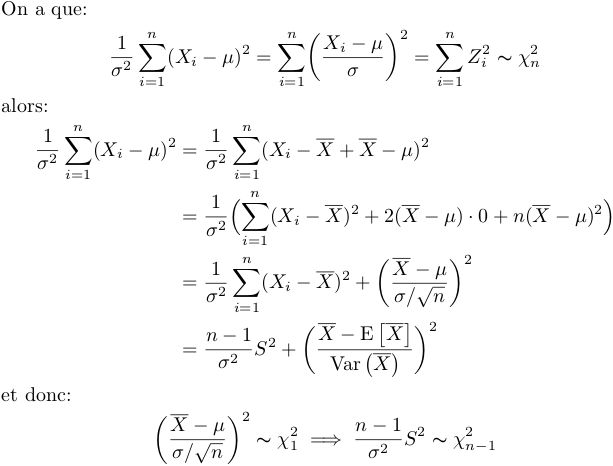 On a que:
$$\frac{1}{\sigma^2}\sum_{i=1}^{n}(X_i-\mu)^2=\sum_{i=1}^{n}\left(\frac{X_i-\mu}{\sigma}\right)^2=\sum_{i=1}^{n}Z_i^2\sim\chi_n^2$$
alors:
$$\frac{1}{\sigma^2}\sum_{i=1}^{n}(X_i-\mu)^2=\frac{1}{\sigma^2}\sum_{i=1}^{n}(X_i-\overline{X}+\overline{X}-\mu)^2$$
$$=\frac{1}{\sigma^2}\Big(\sum_{i=1}^{n}(X_i-\overline{X})^2+2(\overline{X}-\mu)\cdot 0+n(\overline{X}-\mu)^2\Big)$$
$$=\frac{1}{\sigma^2}\sum_{i=1}^{n}(X_i-\overline{X})^2+\left(\frac{\overline{X}-\mu}{\sigma/\sqrt{n}}\right)^2$$
$$=\frac{n-1}{\sigma^2}S^2+\left(\frac{\overline{X}-\mathrm{E}\left[\overline{X}\right]}{\mathrm{Var}\left(\overline{X}\right)}\right)^2$$
et donc:
$$\left(\frac{\overline{X}-\mu}{\sigma/\sqrt{n}}\right)^2\sim\chi_1^2\implies\frac{n-1}{\sigma^2}S^2\sim\chi_{n-1}^2$$